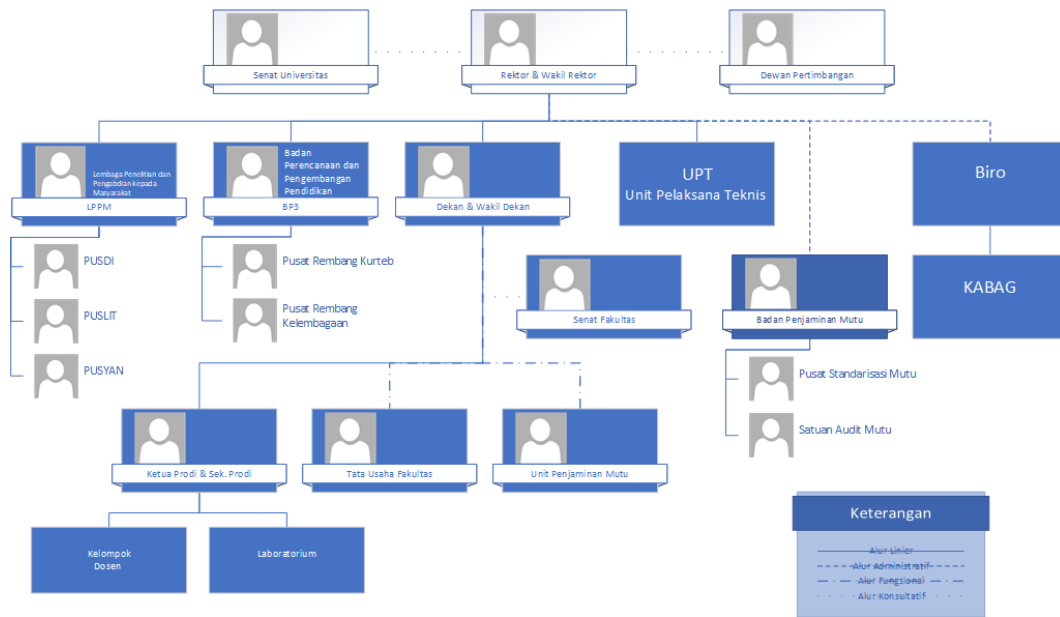 Senat Universitas
Rektor & Wakil Rektor
Dewan Pertimbangan
Lembaga Penelitian dan
Pengabdian kepada
Masyarakat
LPPM
Badan
Perencanaan dan
Pengembangan
Pendidikan
BP3
Dekan & Wakil Dekan
UPT
Unit Pelaksana Teknis
Biro
PUSDI
PUSLIT
PUSYAN
Pusat Rembang Kurteb
Pusat Rembang
Kelembagaan
Senat Fakultas
Badan Penjaminan Mutu
KABAG
Pusat Standarisasi Mutu
Satuan Audit Mutu
Ketua Prodi & Sek. Prodi
Tata Usaha Fakultas
Unit Penjaminan Mutu
Kelompok
Dosen
Laboratorium
Keterangan
Alur Linier
Alur Administratif
Alur Fungsional
Alur Konsultatif